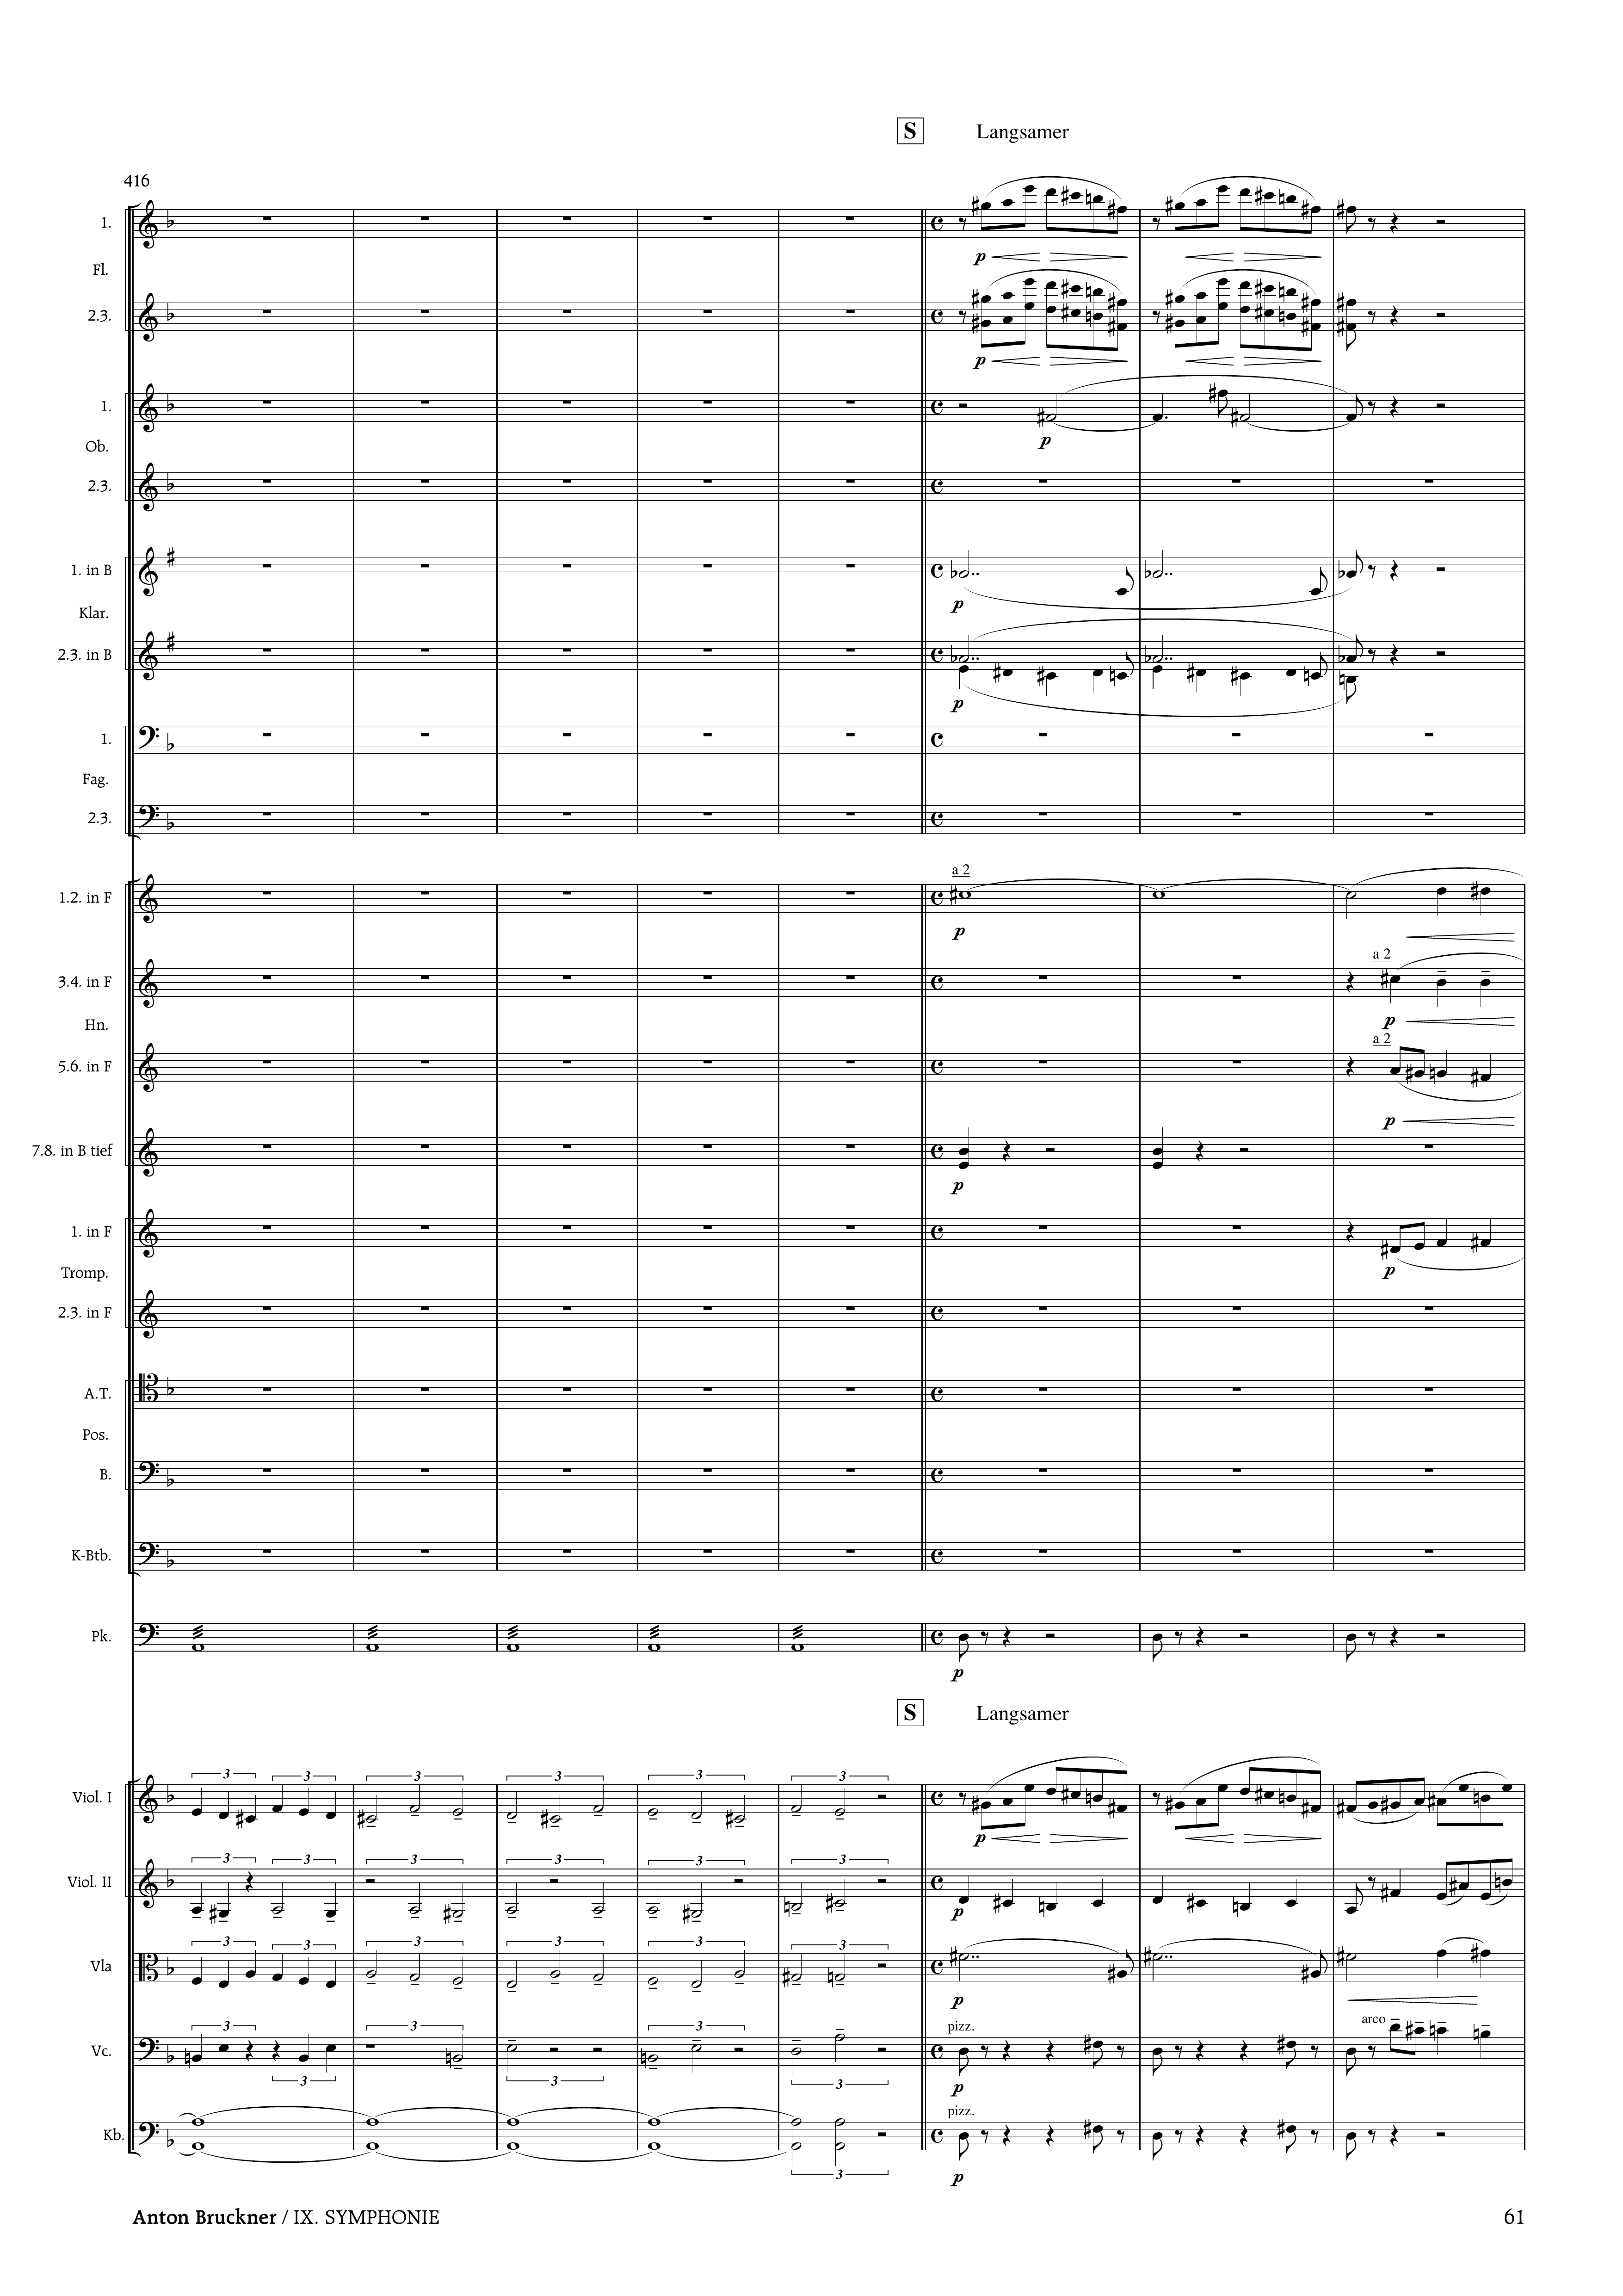 S Langsamer
416
1.
Fl.
2.3.
p p
1.
Ob.
p
2.3.
1. in B
p
Klar.
2.3. in B
p
1.
Fag.
2.3.
a 2
1.2. in F
p
a 2
3.4. in F
Hn.
p
a 2
5.6. in F
p
7.8. in B tief
p
1. in F
Tromp.
p
2.3. in F
A.T.
Pos.
B.
K-Btb.
Pk.
p
S Langsamer
3 3 3 3 3 3
Viol. I
p
3 3 3 3 3 3
Viol. II
p
3 3 3 3 3 3
Vla
p
3 3 3 pizz. arco
Vc.
3 3 3 p
pizz.
Kb.
3 p
Anton Bruckner / IX. SYMPHONIE 61